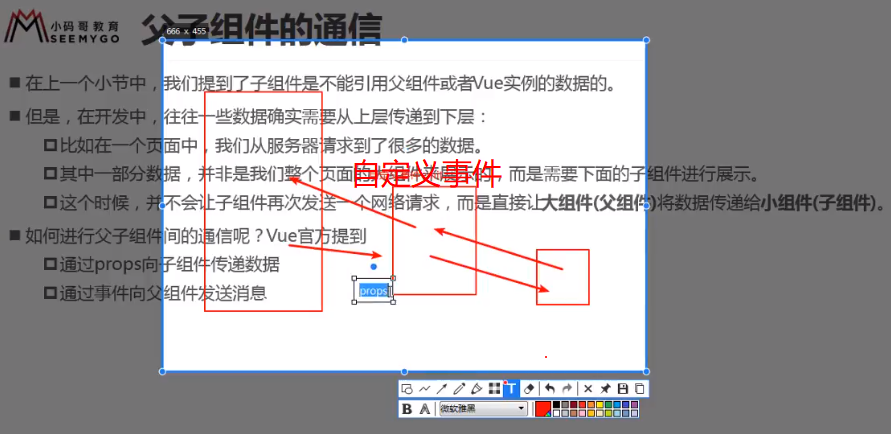 小码哥教育
SEEMYGO
父子组件的通信
666 x 455
在上一个小节中，我们提到了子组件是不能引用父组件或者Vue实例的数据的。
但是，在开发中，往往一些数据确实需要从上层传递到下层：
比如在一个页面中，我们从服务器请求到了很多的数据。
自定义事件
其中一部分数据，并非是我们整个页面的大组件来展示的，而是需要下面的子组件进行展示。
这个时候，并不会让子组件再次发送一个网络请求，而是直接让大组件(父组件)将数据传递给小组件(子组件)。
如何进行父子组件间的通信呢？Vue官方提到
通过props向子组件传递数据
props
通过事件向父组件发送消息
T
B A 微软雅黑